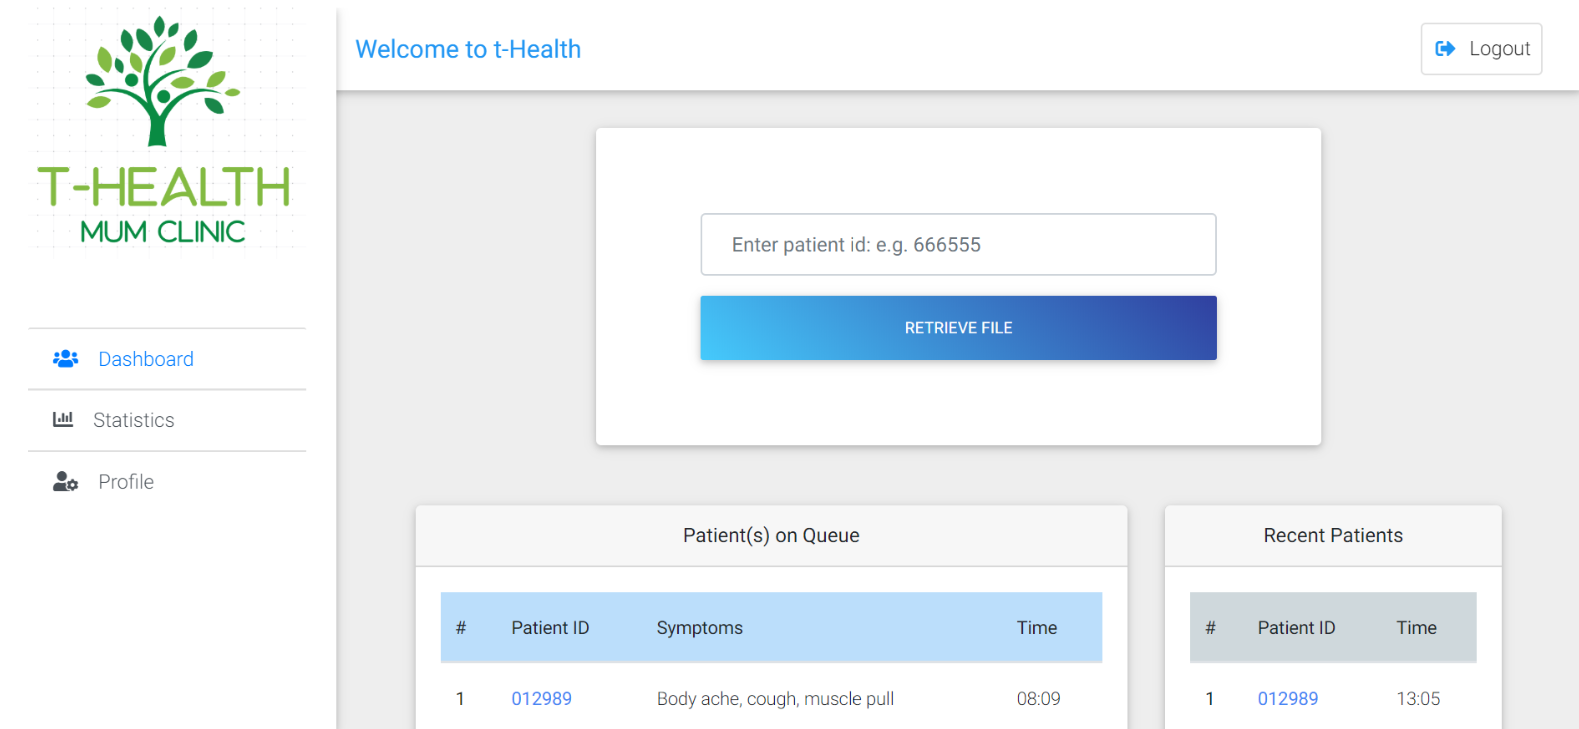 T-HEALTH
MUM CLINIC
Dashboard
Statistics
Profile
Welcome to t-Health
Logout
Enter patient id: e.g. 666555
RETRIEVE FILE
Patient(s) on Queue
# Patient ID Symptoms Time
1 012989 Body ache, cough, muscle pull 08:09
Recent Patients
# Patient ID Time
1 012989 13:05